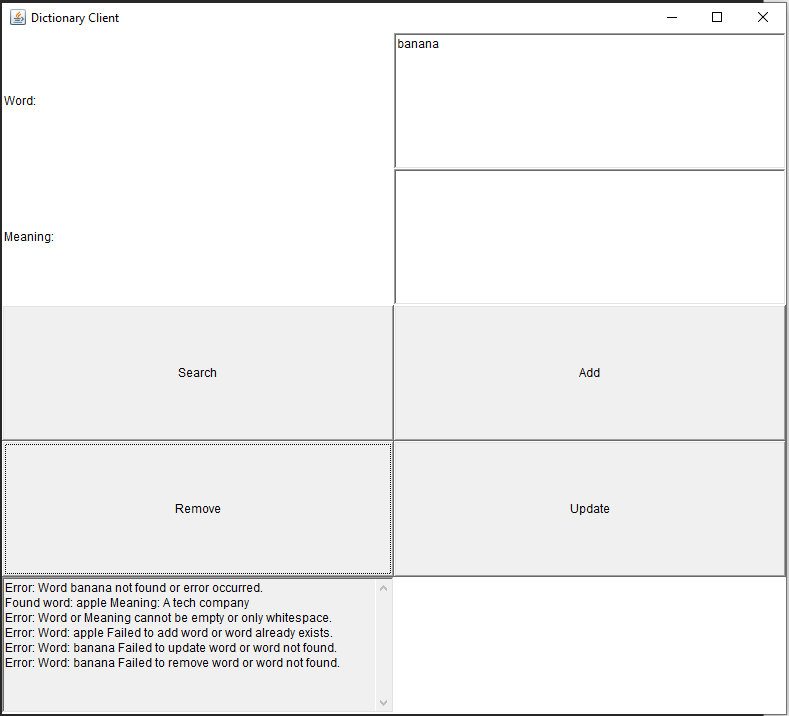 Dictionary Client
Word:
banana
Meaning:
Search
Add
Remove
Update
Error: Word banana not found or error occurred.
Found word: apple Meaning: A tech company
Error: Word or Meaning cannot be empty or only whitespace.
Error: Word: apple Failed to add word or word already exists.
Error: Word: banana Failed to update word or word not found.
Error: Word: banana Failed to remove word or word not found.